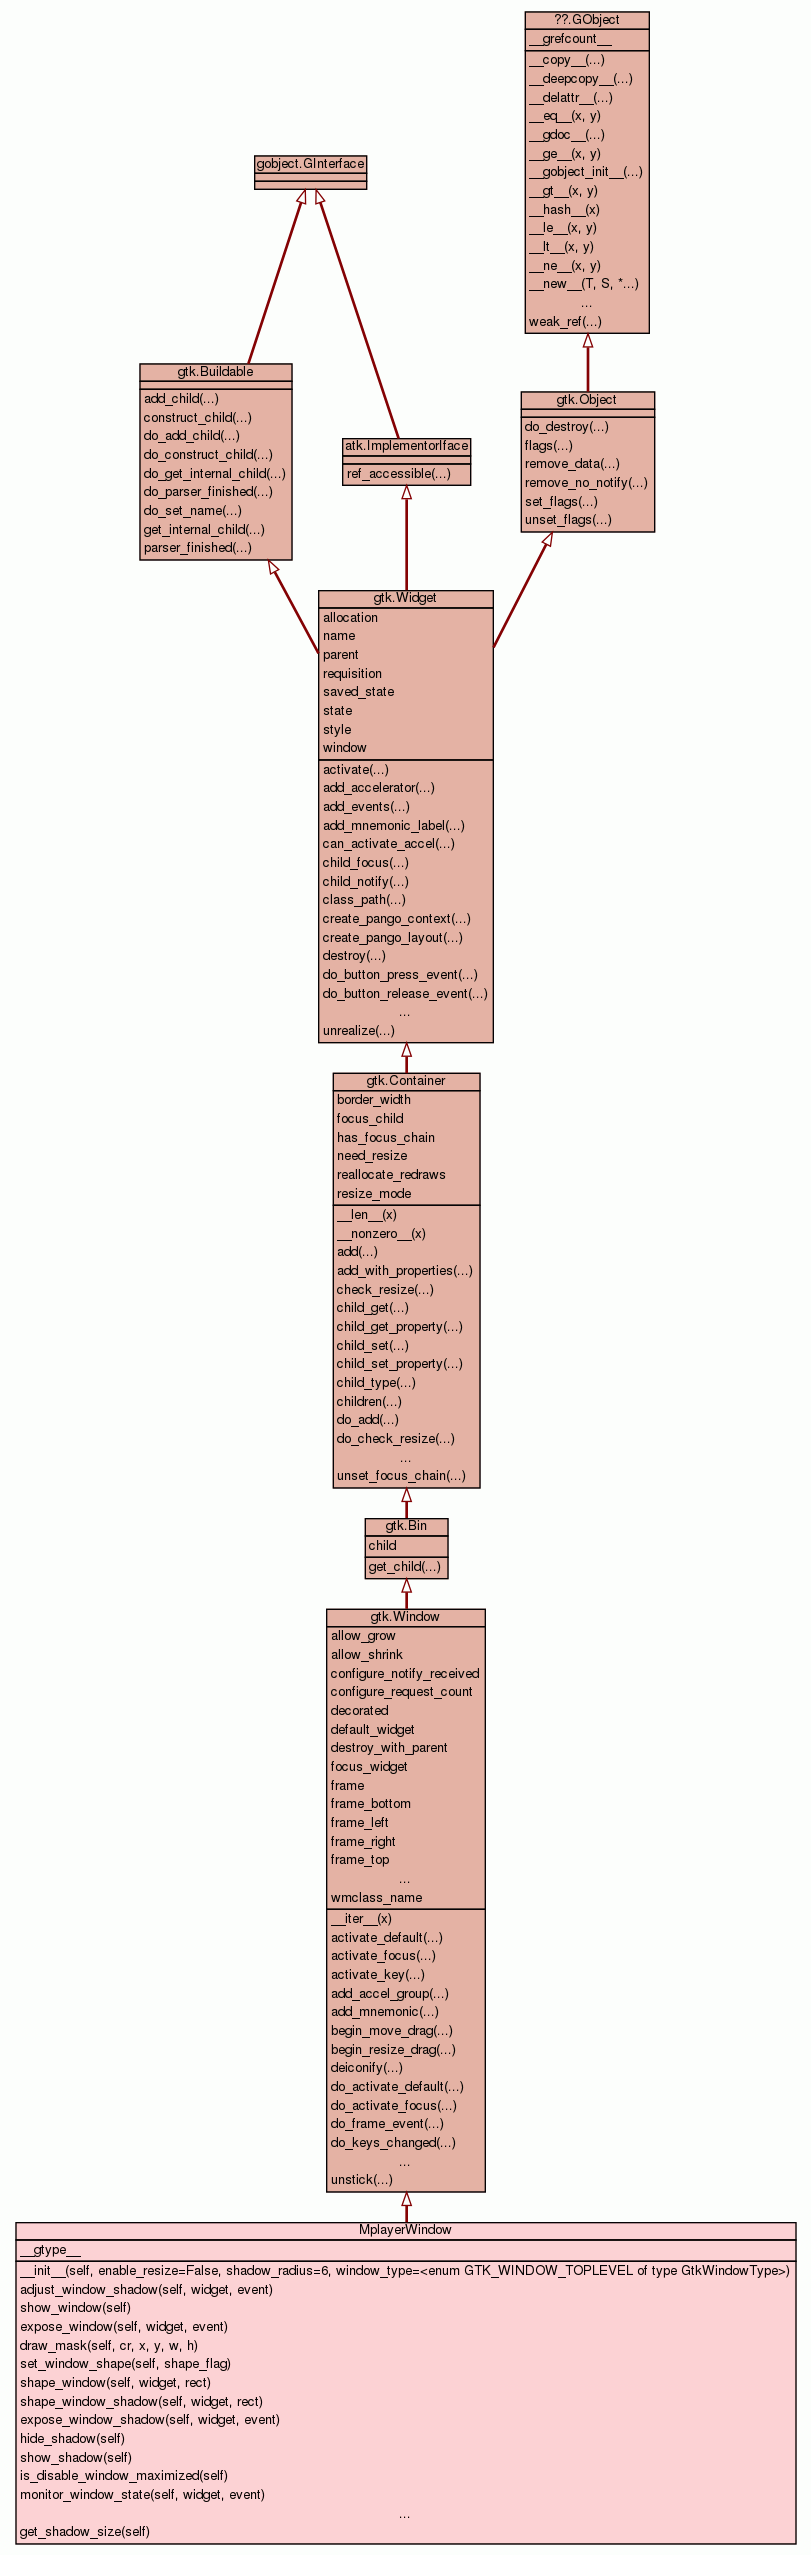 ??.GObject
__grefcount__
__copy__(...)
__deepcopy__(...)
__delattr__(...)
__eq__(x, y)
__gdoc__(...)
__ge__(x, y)
__gobject_init__(...)
__gt__(x, y)
__hash__(x)
__le__(x, y)
__lt__(x, y)
__ne__(x, y)
__new__(T, S, *...)
...
weak_ref(...)
gobject.GInterface
gtk.Buildable
add_child(...)
construct_child(...)
do_add_child(...)
do_construct_child(...)
do_get_internal_child(...)
do_parser_finished(...)
do_set_name(...)
get_internal_child(...)
parser_finished(...)
atk.ImplementorIface
ref_accessible(...)
gtk.Object
do_destroy(...)
flags(...)
remove_data(...)
remove_no_notify(...)
set_flags(...)
unset_flags(...)
gtk.Widget
allocation
name
parent
requisition
saved_state
state
style
window
activate(...)
add_accelerator(...)
add_events(...)
add_mnemonic_label(...)
can_activate_accel(...)
child_focus(...)
child_notify(...)
class_path(...)
create_pango_context(...)
create_pango_layout(...)
destroy(...)
do_button_press_event(...)
do_button_release_event(...)
...
unrealize(...)
gtk.Container
border_width
focus_child
has_focus_chain
need_resize
reallocate_redraws
resize_mode
__len__(x)
__nonzero__(x)
add(...)
add_with_properties(...)
check_resize(...)
child_get(...)
child_get_property(...)
child_set(...)
child_set_property(...)
child_type(...)
children(...)
do_add(...)
do_check_resize(...)
...
unset_focus_chain(...)
gtk.Bin
child
get_child(...)
gtk.Window
allow_grow
allow_shrink
configure_notify_received
configure_request_count
decorated
default_widget
destroy_with_parent
focus_widget
frame
frame_bottom
frame_left
frame_right
frame_top
...
wmclass_name
__iter__(x)
activate_default(...)
activate_focus(...)
activate_key(...)
add_accel_group(...)
add_mnemonic(...)
begin_move_drag(...)
begin_resize_drag(...)
deiconify(...)
do_activate_default(...)
do_activate_focus(...)
do_frame_event(...)
do_keys_changed(...)
...
unstick(...)
MplayerWindow
__gtype__
__init__(self, enable_resize=False, shadow_radius=6, window_type=<enum GTK_WINDOW_TOPLEVEL of type GtkWindowType>)
adjust_window_shadow(self, widget, event)
show_window(self)
expose_window(self, widget, event)
draw_mask(self, cr, x, y, w, h)
set_window_shape(self, shape_flag)
shape_window(self, widget, rect)
shape_window_shadow(self, widget, rect)
expose_window_shadow(self, widget, event)
hide_shadow(self)
show_shadow(self)
is_disable_window_maximized(self)
monitor_window_state(self, widget, event)
...
get_shadow_size(self)